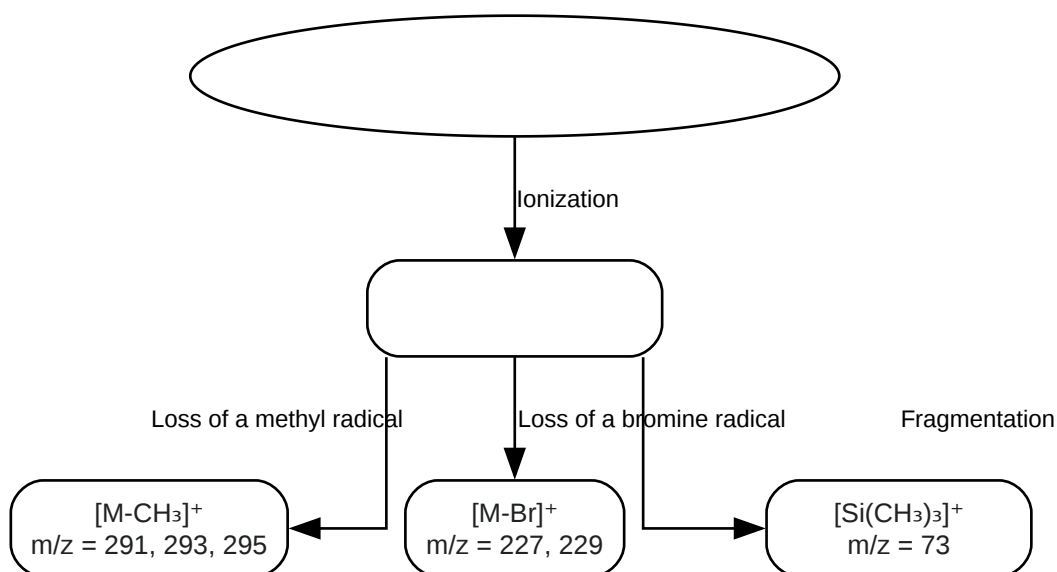 Ionization
Loss of a methyl radical
Loss of a bromine radical
Fragmentation
[M-CH₃]⁺
m/z = 291, 293, 295
[M-Br]⁺
m/z = 227, 229
[Si(CH₃)₃]⁺
m/z = 73